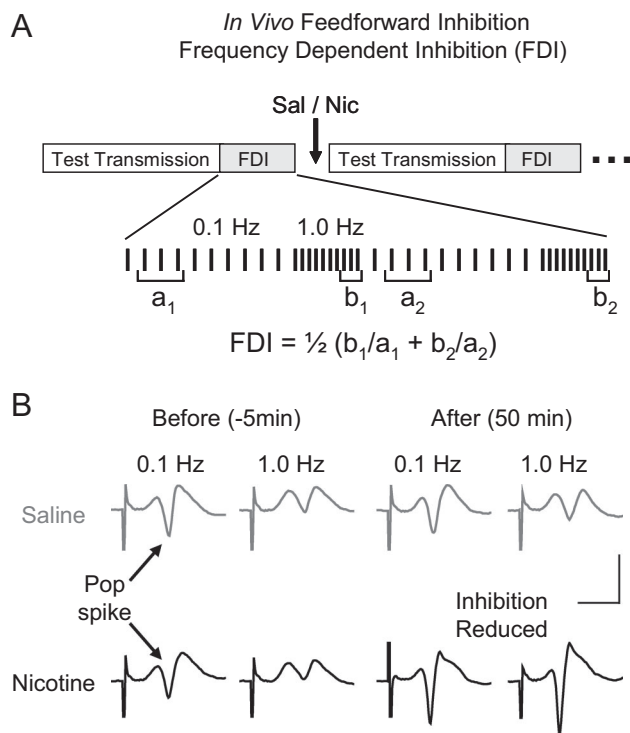 A
In Vivo Feedforward Inhibition
Frequency Dependent Inhibition (FDI)
Sal / Nic
Test Transmission FDI Test Transmission FDI ...
0.1 Hz 1.0 Hz
a₁ b₁ a₂ b₂
FDI = ½ (b₁/a₁ + b₂/a₂)
B
Before (-5min) After (50 min)
0.1 Hz 1.0 Hz 0.1 Hz 1.0 Hz
Saline
Pop
spike
Inhibition
Reduced
Nicotine